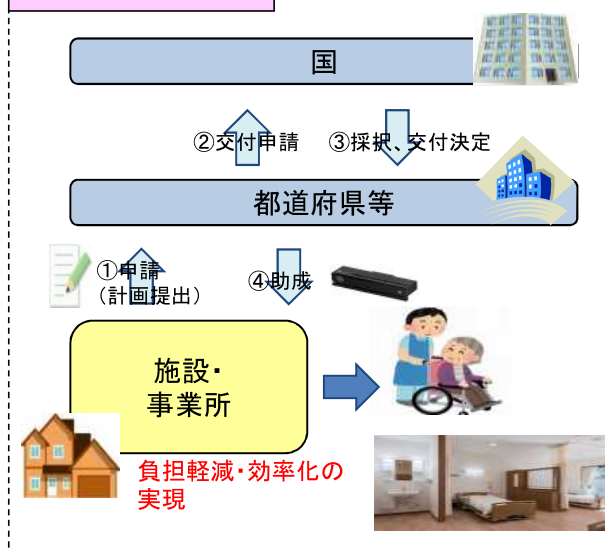 国
②交付申請 ③採択、交付決定
都道府県等
①申請
（計画提出）
④助成
施設・
事業所
負担軽減・効率化の
実現